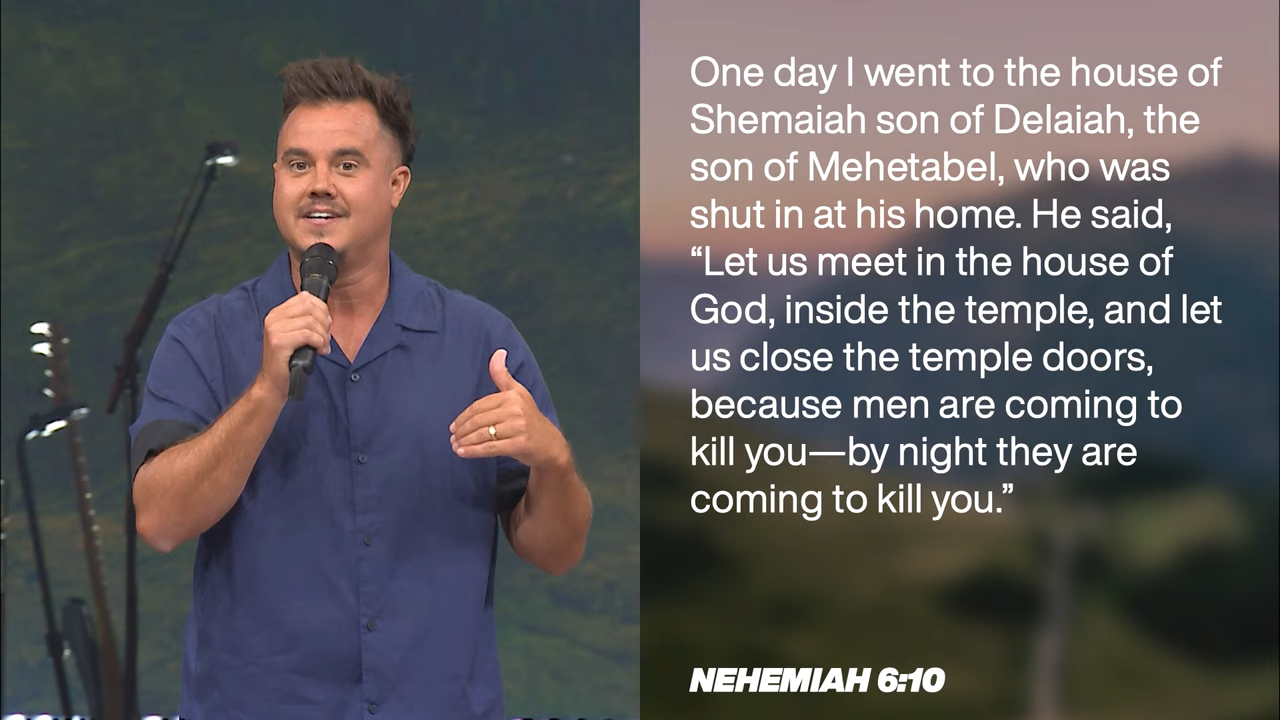 One day I went to the house of
Shemaiah son of Delaiah, the
son of Mehetabel, who was
shut in at his home. He said,
“Let us meet in the house of
God, inside the temple, and let
us close the temple doors,
because men are coming to
kill you—by night they are
coming to kill you.”
NEHEMIAH 6:10